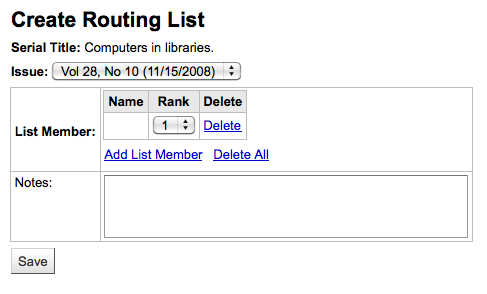 Create Routing List
Serial Title: Computers in libraries.
Issue: Vol 28, No 10 (11/15/2008)
List Member:
Name Rank Delete
1 Delete
Add List Member Delete All
Notes:
Save